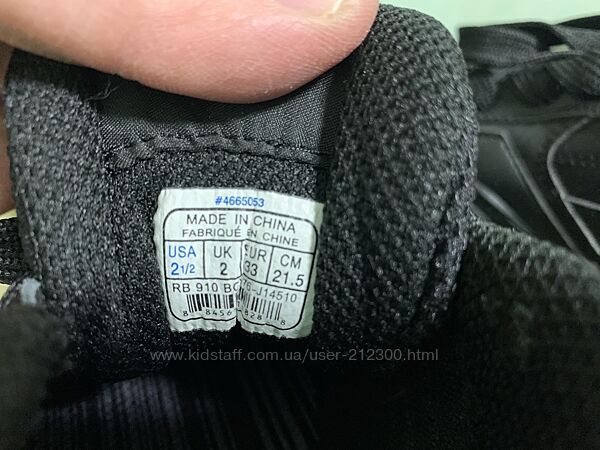 #4665053
MADE IN CHINA
FABRIQUÉ EN CHINE
USA UK EUR CM
2 1/2 2 33 21.5
RB 910 -J14510
www.kidstaff.com.ua/user-212300.html